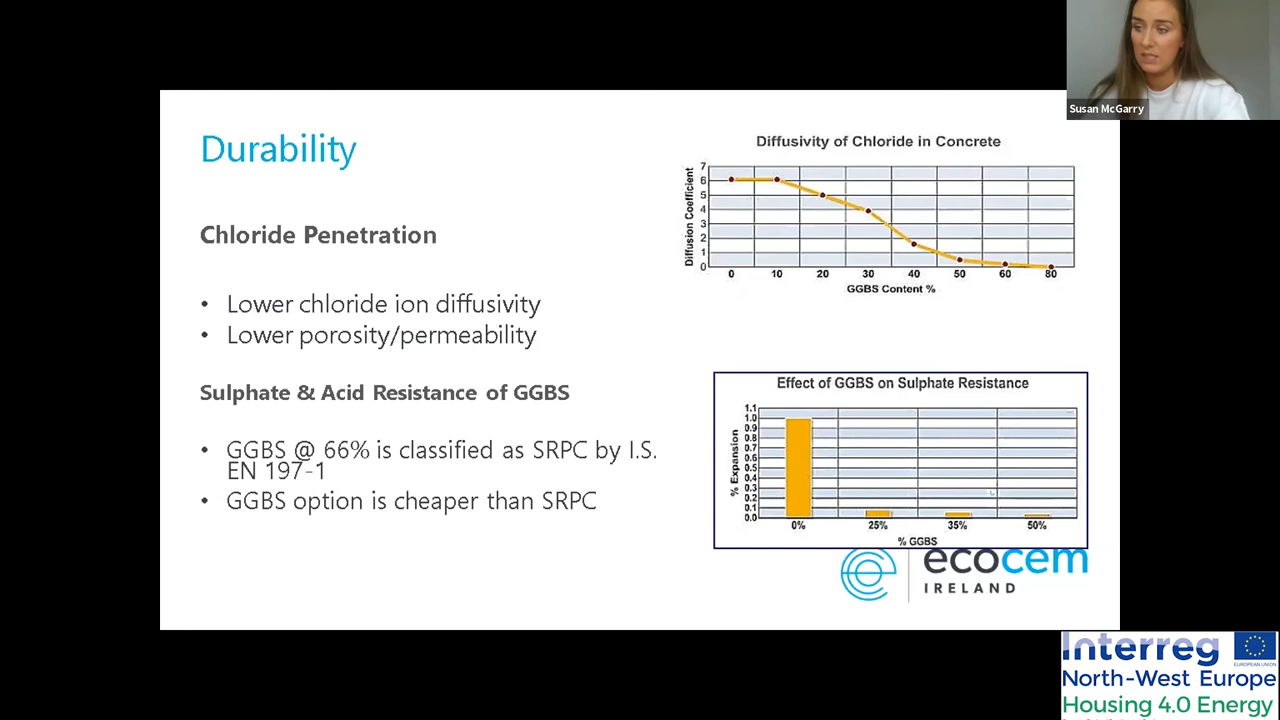 Susan McGarry
Durability
Chloride Penetration
• Lower chloride ion diffusivity
• Lower porosity/permeability
Sulphate & Acid Resistance of GGBS
• GGBS @ 66% is classified as SRPC by I.S.
EN 197-1
• GGBS option is cheaper than SRPC
Diffusivity of Chloride in Concrete
Diffusion Coefficient
7
6
5
4
3
2
1
0
0 10 20 30 40 50 60 80
GGBS Content %
Effect of GGBS on Sulphate Resistance
% Expansion
1.1
1.0
0.9
0.8
0.7
0.6
0.5
0.4
0.3
0.2
0.1
0.0
0% 25% 35% 50%
% GGBS
ecocem
IRELAND
Interreg
EUROPEAN UNION
North-West Europe
Housing 4.0 Energy